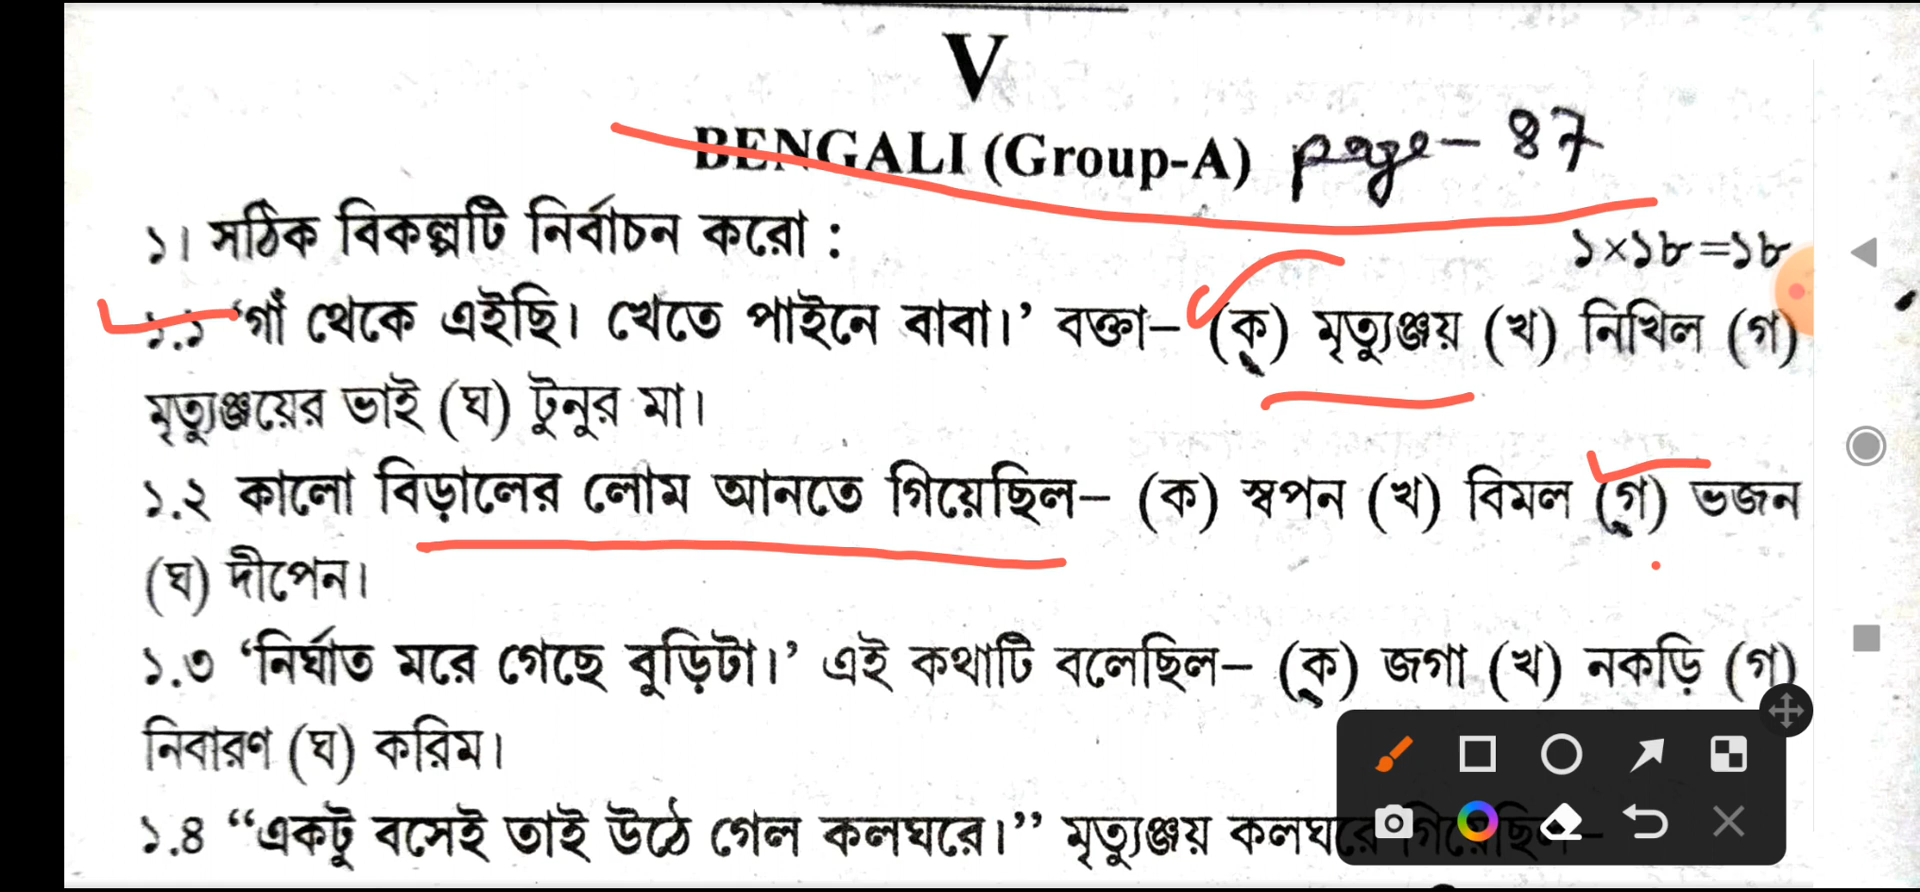 V
BENGALI (Group-A) page - 87
১। সঠিক বিকল্পটি নির্বাচন করো :
১×১৮=১৮
১.১ ‘গাঁ থেকে এইছি। খেতে পাইনে বাবা।’ বক্তা– (ক) মৃত্যুঞ্জয় (খ) নিখিল (গ)
মৃত্যুঞ্জয়ের ভাই (ঘ) টুনুর মা।
১.২ কালো বিড়ালের লোম আনতে গিয়েছিল– (ক) স্বপন (খ) বিমল (গ) ভজন
(ঘ) দীপেন।
১.৩ ‘নির্ঘাত মরে গেছে বুড়িটা।’ এই কথাটি বলেছিল– (ক) জগা (খ) নকড়ি (গ)
নিবারণ (ঘ) করিম।
১.৪ “একটু বসেই তাই উঠে গেল কলঘরে।” মৃত্যুঞ্জয় কলঘরে গিয়েছিল–